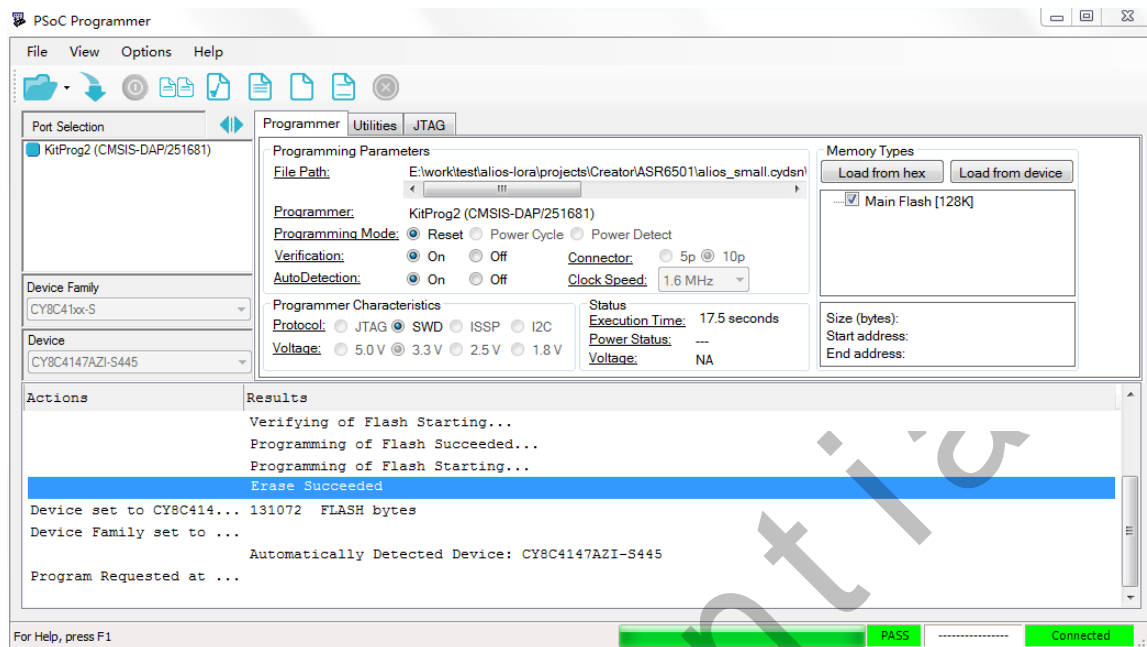 PSoC Programmer
File View Options Help
Port Selection
KitProg2 (CMSIS-DAP/251681)
Device Family
CY8C41xx-S
Device
CY8C4147AZI-S445
Programmer Utilities JTAG
Programming Parameters
File Path: E:\work\test\alios-lora\projects\Creator\ASR6501\alios_small.cydsn\
Programmer: KitProg2 (CMSIS-DAP/251681)
Programming Mode: Reset Power Cycle Power Detect
Verification: On Off Connector: 5p 10p
AutoDetection: On Off Clock Speed: 1.6 MHz
Programmer Characteristics
Protocol: JTAG SWD ISSP I2C
Voltage: 5.0 V 3.3 V 2.5 V 1.8 V
Status
Execution Time: 17.5 seconds
Power Status: ---
Voltage: NA
Memory Types
Load from hex Load from device
Main Flash [128K]
Size (bytes):
Start address:
End address:
Actions Results
Verifying of Flash Starting...
Programming of Flash Succeeded...
Programming of Flash Starting...
Erase Succeeded
Device set to CY8C414... 131072 FLASH bytes
Device Family set to ...
Automatically Detected Device: CY8C4147AZI-S445
Program Requested at ...
For Help, press F1
PASS ---------------- Connected
ntia